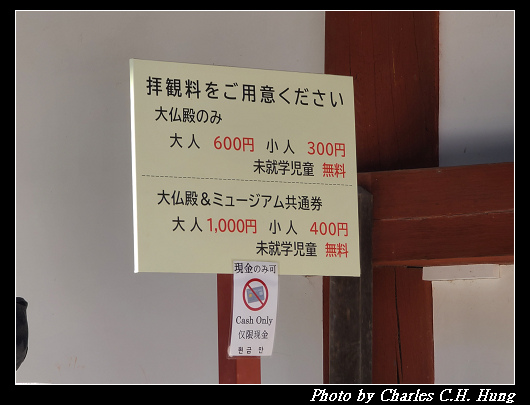 拝観料をご用意ください
大仏殿のみ
大人 600円 小人 300円
未就学児童 無料
大仏殿&ミュージアム共通券
大人 1,000円 小人 400円
未就学児童 無料
現金のみ可
Cash Only
仅限现金
현금 만
Photo by Charles C.H. Hung